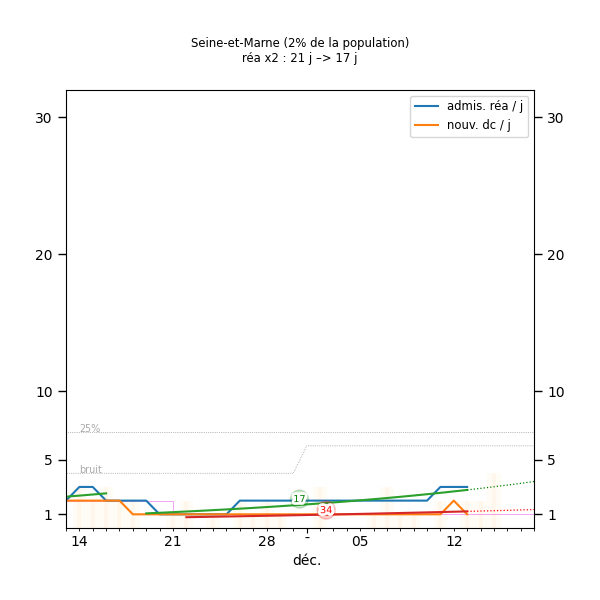 Seine-et-Marne (2% de la population)
réa x2 : 21 j –> 17 j
admis. réa / j
nouv. dc / j
30 30
20 20
10 10
25%
5 5
bruit
17
34
1 1
14 21 28 - 05 12
déc.